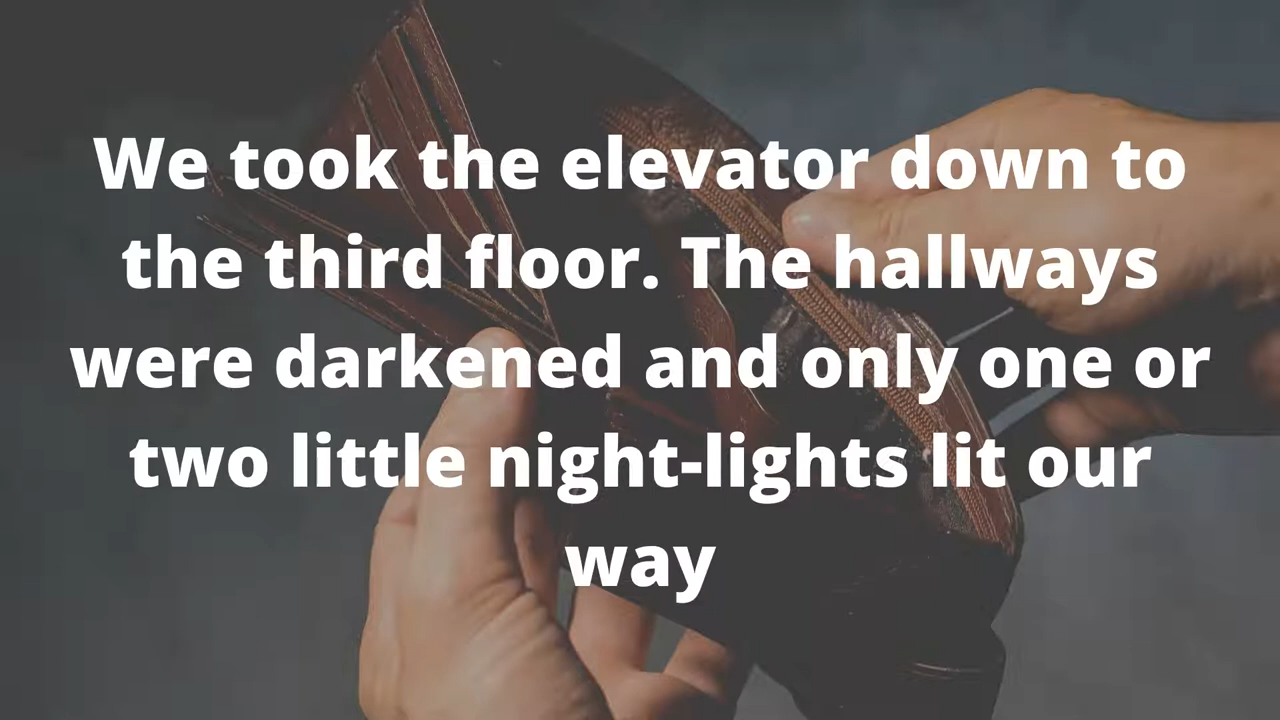 We took the elevator down to
the third floor. The hallways
were darkened and only one or
two little night-lights lit our
way